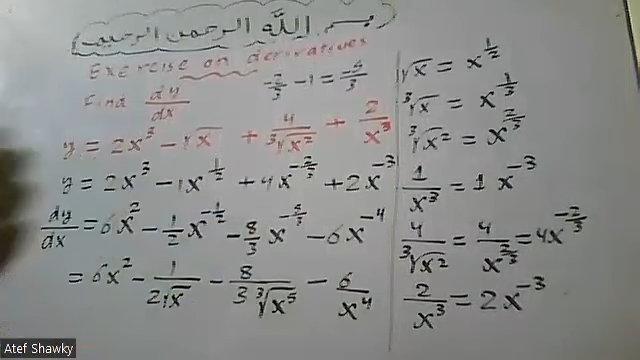 بسم الله الرحمن الرحيم
Exercise on derivatives
-2/3 - 1 = -5/3
Find dy/dx
y = 2x³ - √x + 4/∛x² + 2/x³
y = 2x³ - 1x^(1/2) + 4x^(-2/3) + 2x^(-3)
dy/dx = 6x² - 1/2 x^(-1/2) - 8/3 x^(-5/3) - 6x^(-4)
= 6x² - 1/(2√x) - 8/(3 ∛x⁵) - 6/x⁴
√x = x^(1/2)
∛x = x^(1/3)
∛x² = x^(2/3)
1/x³ = 1 x^(-3)
4/∛x² = 4/x^(2/3) = 4x^(-2/3)
2/x³ = 2x^(-3)
Atef Shawky